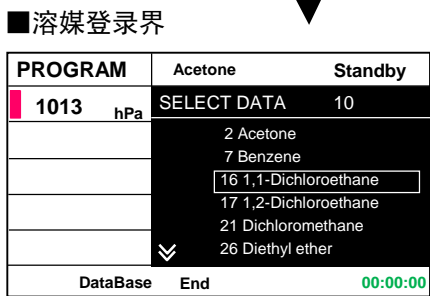 ■溶媒登录界
PROGRAM Acetone Standby
1013 hPa SELECT DATA 10
2 Acetone
7 Benzene
16 1,1-Dichloroethane
17 1,2-Dichloroethane
21 Dichloromethane
26 Diethyl ether
DataBase End 00:00:00